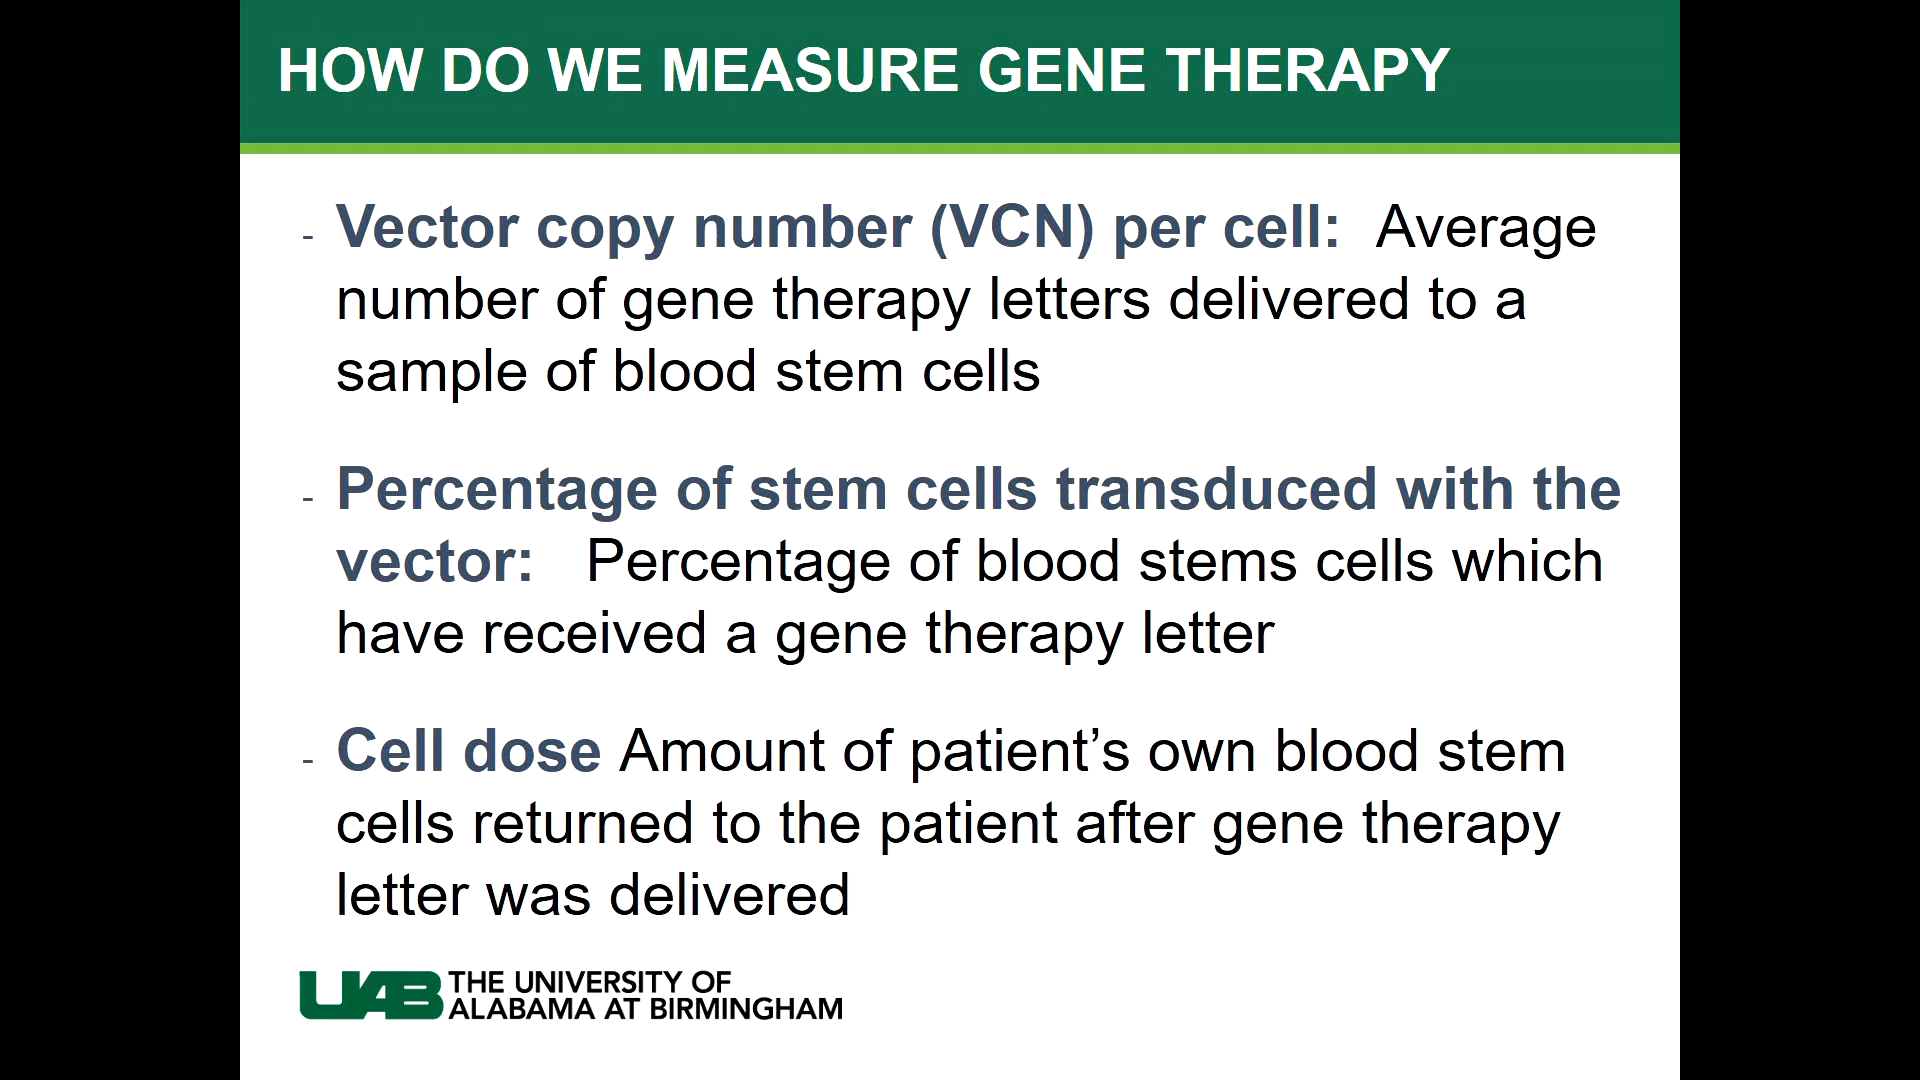 HOW DO WE MEASURE GENE THERAPY
- Vector copy number (VCN) per cell: Average
number of gene therapy letters delivered to a
sample of blood stem cells
- Percentage of stem cells transduced with the
vector: Percentage of blood stems cells which
have received a gene therapy letter
- Cell dose Amount of patient’s own blood stem
cells returned to the patient after gene therapy
letter was delivered
UAB THE UNIVERSITY OF
ALABAMA AT BIRMINGHAM